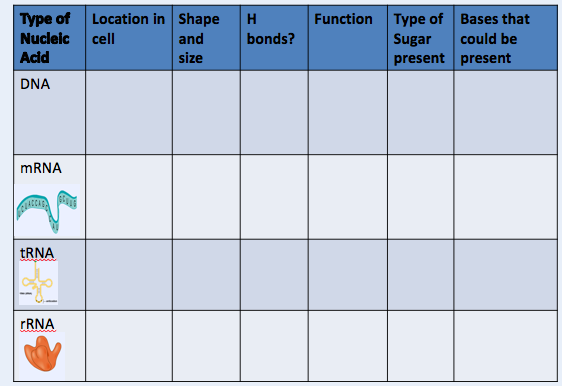 Type of Nucleic Acid
Location in cell
Shape and size
H bonds?
Function
Type of Sugar present
Bases that could be present
DNA
mRNA
tRNA
rRNA